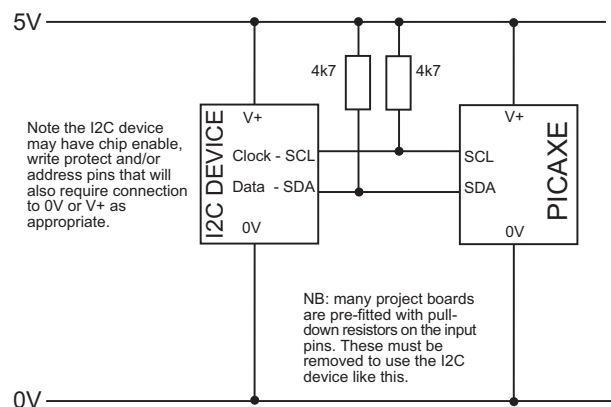 5V
4k7
4k7
Note the I2C device
may have chip enable,
write protect and/or
address pins that will
also require connection
to 0V or V+ as
appropriate.
I2C DEVICE
V+
Clock - SCL
Data - SDA
0V
V+
SCL
SDA
0V
PICAXE
NB: many project boards
are pre-fitted with pull-
down resistors on the input
pins. These must be
removed to use the I2C
device like this.
0V